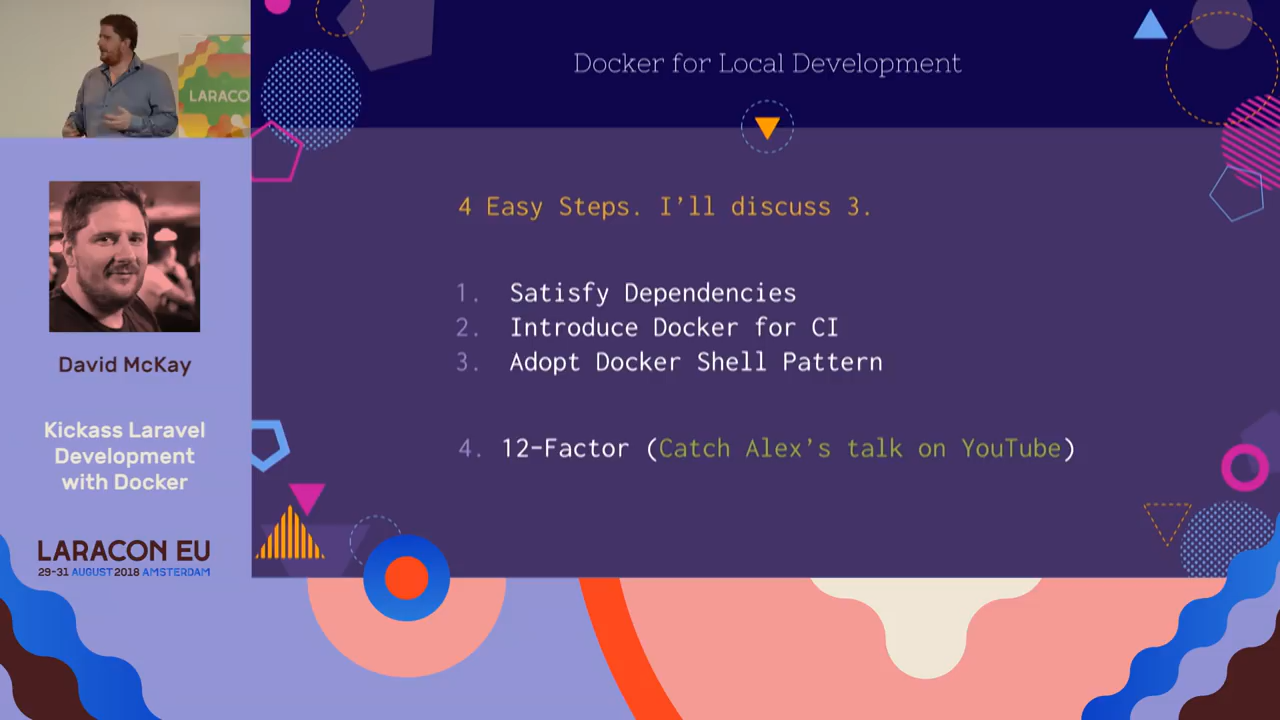 LARACO
David McKay
Kickass Laravel
Development
with Docker
LARACON EU
29-31 AUGUST2018 AMSTERDAM
Docker for Local Development
4 Easy Steps. I'll discuss 3.
1. Satisfy Dependencies
2. Introduce Docker for CI
3. Adopt Docker Shell Pattern
4. 12-Factor (Catch Alex's talk on YouTube)